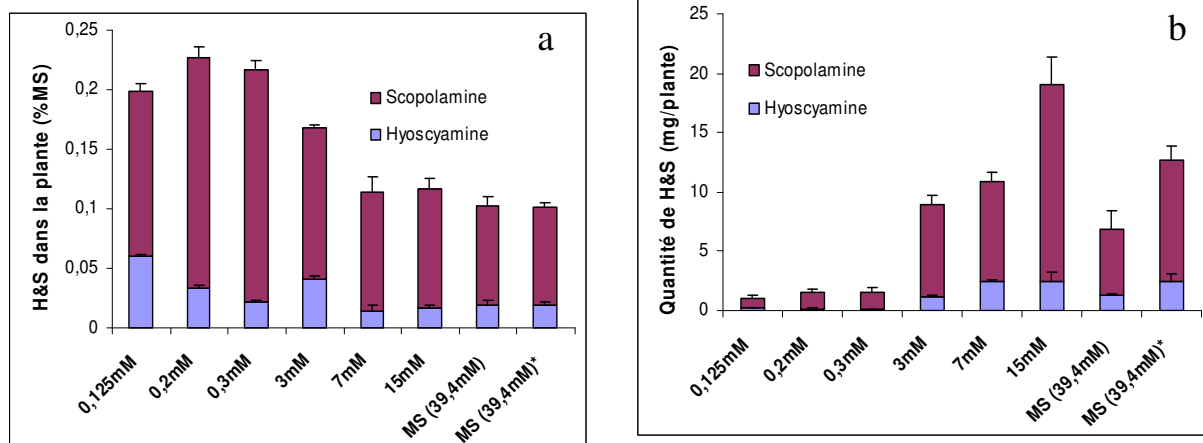 a
H&S dans la plante (%MS)
0,25
0,2
0,15
0,1
0,05
0
Scopolamine
Hyoscyamine
0,125mM
0,2mM
0,3mM
3mM
7mM
15mM
MS (39,4mM)
MS (39,4mM)*
b
Quantité de H&S (mg/plante)
25
20
15
10
5
0
Scopolamine
Hyoscyamine
0,125mM
0,2mM
0,3mM
3mM
7mM
15mM
MS (39,4mM)
MS (39,4mM)*